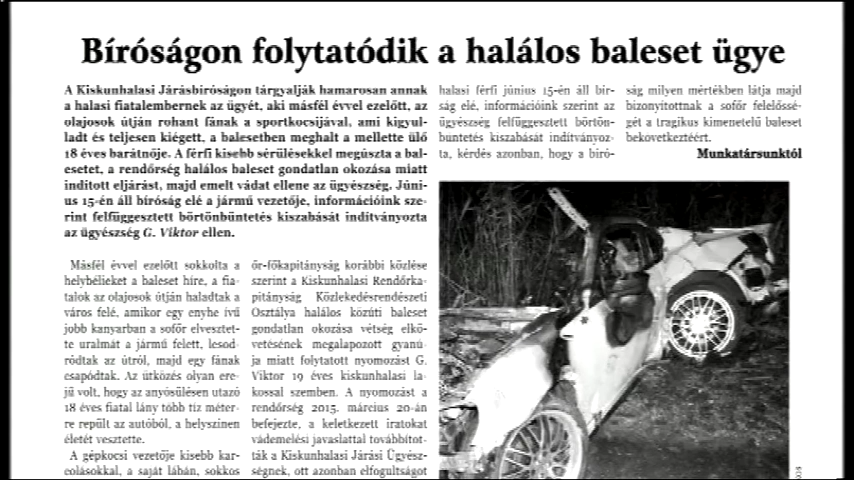 Bíróságon folytatódik a halálos baleset ügye
A Kiskunhalasi Járásbíróságon tárgyalják hamarosan annak
a halasi fiatalembernek az ügyét, aki másfél évvel ezelőtt, az
olajosok útján rohant fának a sportkocsijával, ami kigyul-
ladt és teljesen kiégett, a balesetben meghalt a mellette ülő
18 éves barátnője. A férfi kisebb sérülésekkel megúszta a bal-
esetet, a rendőrség halálos baleset gondatlan okozása miatt
indított eljárást, majd emelt vádat ellene az ügyészség. Júni-
us 15-én áll bíróság elé a jármű vezetője, információink sze-
rint felfüggesztett börtönbüntetés kiszabását indítványozta
az ügyészség G. Viktor ellen.
Másfél évvel ezelőtt sokkolta a
helybélieket a baleset híre, a fia-
talok az olajosok útján haladtak a
város felé, amikor egy enyhe ívű
jobb kanyarban a sofőr elvesztet-
te uralmát a jármű felett, lesod-
ródtak az útról, majd egy fának
csapódtak. Az ütközés olyan ere-
jű volt, hogy az anyósülésen utazó
18 éves fiatal lány több tíz méter-
re repült az autóból, a helyszínen
életét vesztette.
A gépkocsi vezetője kisebb kar-
colásokkal, a saját lábán, sokkos
őr-főkapitányság korábbi közlése
szerint a Kiskunhalasi Rendőrka-
pitányság Közlekedésrendészeti
Osztálya halálos közúti baleset
gondatlan okozása vétség elkö-
vetésének megalapozott gyanú-
ja miatt folytatott nyomozást G.
Viktor 19 éves kiskunhalasi la-
kossal szemben. A nyomozást a
rendőrség 2015. március 20-án
befejezte, a keletkezett iratokat
vádemelési javaslattal továbbítot-
ták a Kiskunhalasi Járási Ügyész-
ségnek, ott azonban elfogultságot
halasi férfi június 15-én áll bír-
ság elé, információink szerint az
ügyészség felfüggesztett börtön-
büntetés kiszabását indítványoz-
ta, kérdés azonban, hogy a bíró-
ság milyen mértékben látja majd
bizonyítottnak a sofőr felelőssé-
gét a tragikus kimenetelű baleset
bekövetkeztéért.
Munkatársunktól